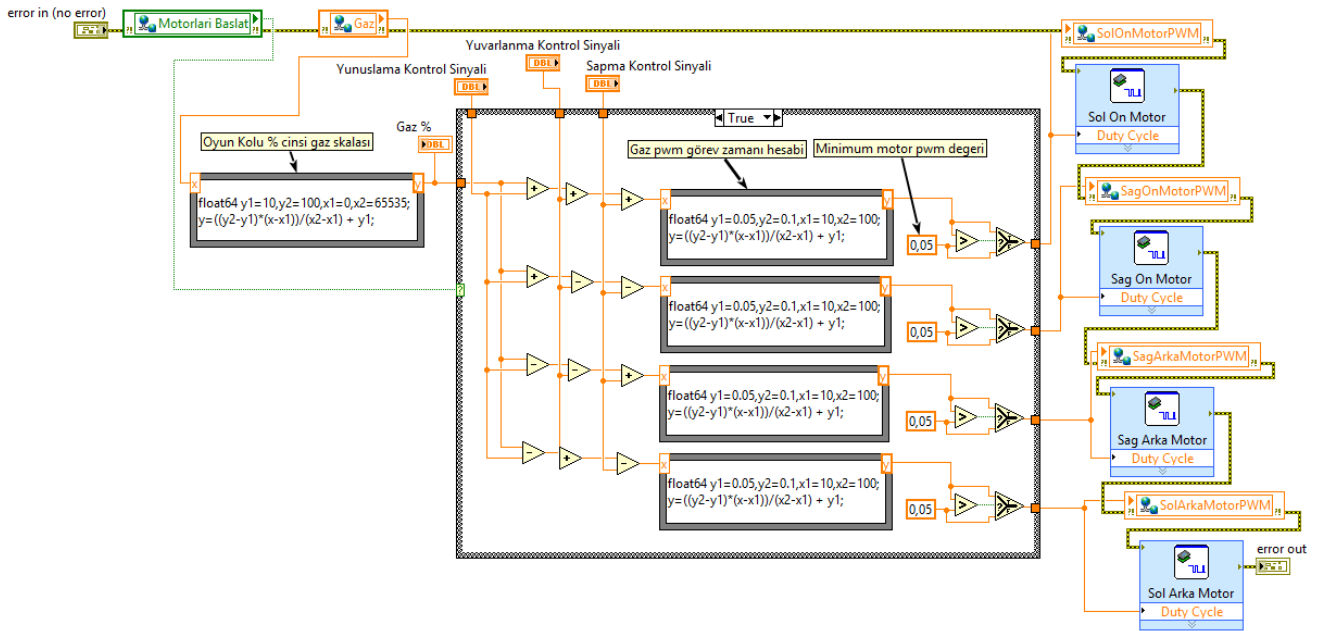 error in (no error)
Motorlari Baslat
Gaz
Yunuslama Kontrol Sinyali
DBL
Yuvarlanma Kontrol Sinyali
DBL
Sapma Kontrol Sinyali
DBL
SolOnMotorPWM
Sol On Motor
Duty Cycle
True
Oyun Kolu % cinsi gaz skalası
Gaz %
DBL
x
y
float64 y1=10,y2=100,x1=0,x2=65535;
y=((y2-y1)*(x-x1))/(x2-x1) + y1;
?
Gaz pwm görev zamanı hesabi
Minimum motor pwm degeri
+
+
+
x
y
float64 y1=0.05,y2=0.1,x1=10,x2=100;
y=((y2-y1)*(x-x1))/(x2-x1) + y1;
0,05
>
?
SagOnMotorPWM
Sag On Motor
Duty Cycle
+
-
-
x
y
float64 y1=0.05,y2=0.1,x1=10,x2=100;
y=((y2-y1)*(x-x1))/(x2-x1) + y1;
0,05
>
?
SagArkaMotorPWM
Sag Arka Motor
Duty Cycle
-
-
+
x
y
float64 y1=0.05,y2=0.1,x1=10,x2=100;
y=((y2-y1)*(x-x1))/(x2-x1) + y1;
0,05
>
?
SolArkaMotorPWM
Sol Arka Motor
Duty Cycle
-
+
-
x
y
float64 y1=0.05,y2=0.1,x1=10,x2=100;
y=((y2-y1)*(x-x1))/(x2-x1) + y1;
0,05
>
?
error out